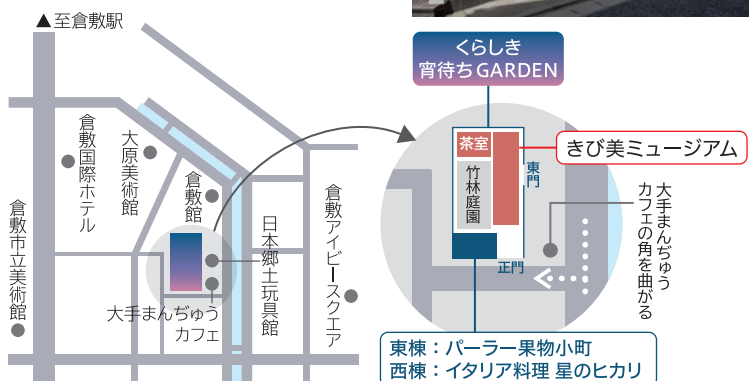 ▲至倉敷駅
倉敷国際ホテル
大原美術館
倉敷館
倉敷市立美術館
日本郷土玩具館
倉敷アイビースクエア
大手まんぢゅう
カフェ
くらしき
宵待ちGARDEN
茶室
竹林庭園
東門
正門
きび美ミュージアム
大手まんぢゅう
カフェの角を曲がる
東棟：パーラー果物小町
西棟：イタリア料理 星のヒカリ